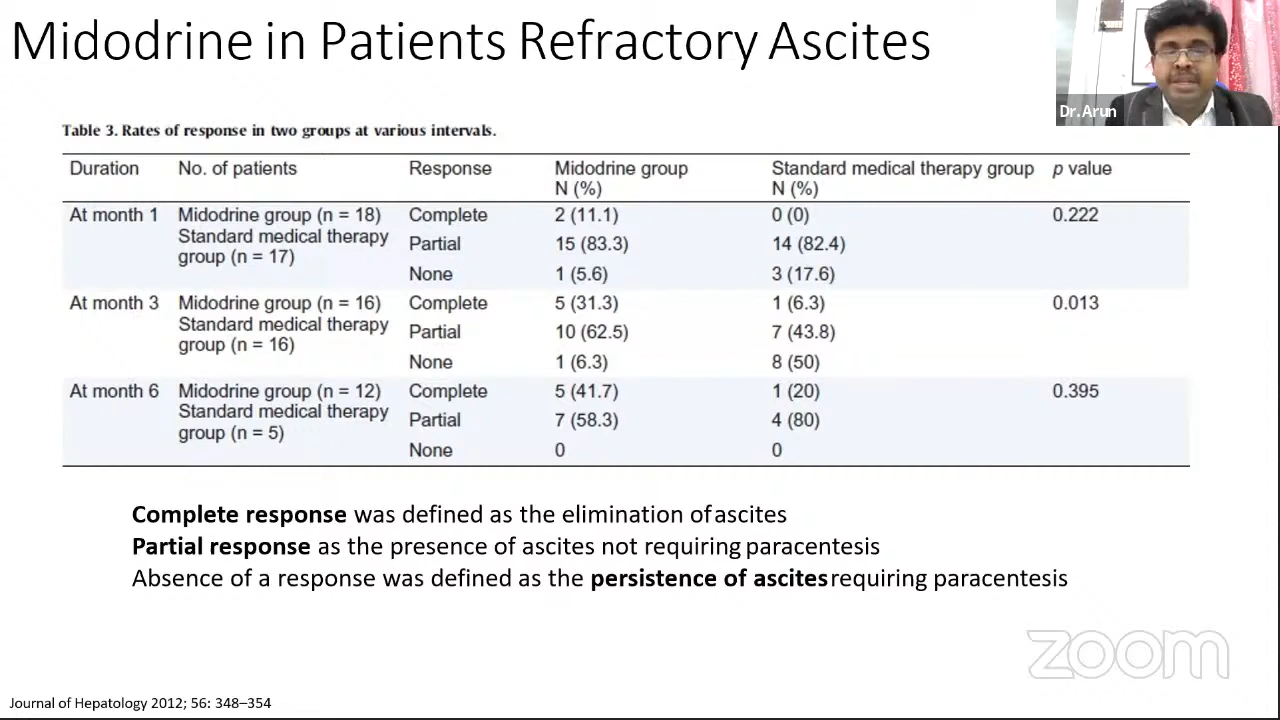 Midodrine in Patients Refractory Ascites
Dr.Arun
Table 3. Rates of response in two groups at various intervals.
Duration No. of patients Response Midodrine group N (%) Standard medical therapy group N (%) p value
At month 1 Midodrine group (n = 18) Complete 2 (11.1) 0 (0) 0.222
Standard medical therapy group (n = 17) Partial 15 (83.3) 14 (82.4)
None 1 (5.6) 3 (17.6)
At month 3 Midodrine group (n = 16) Complete 5 (31.3) 1 (6.3) 0.013
Standard medical therapy group (n = 16) Partial 10 (62.5) 7 (43.8)
None 1 (6.3) 8 (50)
At month 6 Midodrine group (n = 12) Complete 5 (41.7) 1 (20) 0.395
Standard medical therapy group (n = 5) Partial 7 (58.3) 4 (80)
None 0 0
Complete response was defined as the elimination of ascites
Partial response as the presence of ascites not requiring paracentesis
Absence of a response was defined as the persistence of ascites requiring paracentesis
zoom
Journal of Hepatology 2012; 56: 348–354